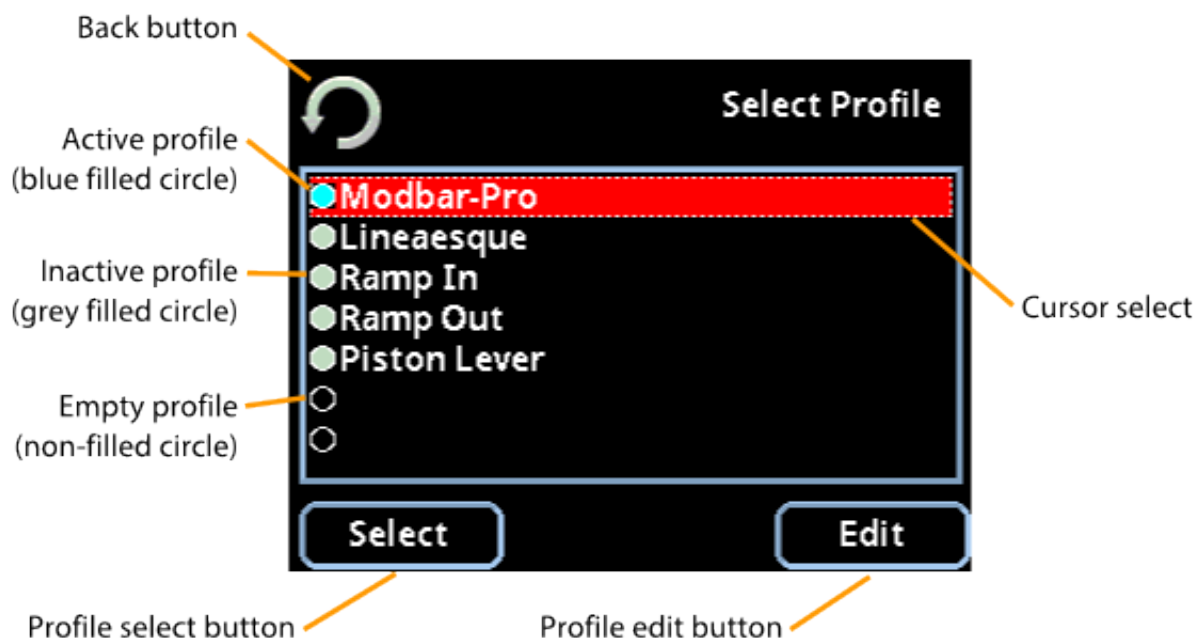 Back button
Select Profile
Active profile
(blue filled circle)
Modbar-Pro
Lineaesque
Inactive profile
(grey filled circle)
Ramp In
Ramp Out
Cursor select
Piston Lever
Empty profile
(non-filled circle)
Select
Edit
Profile select button
Profile edit button